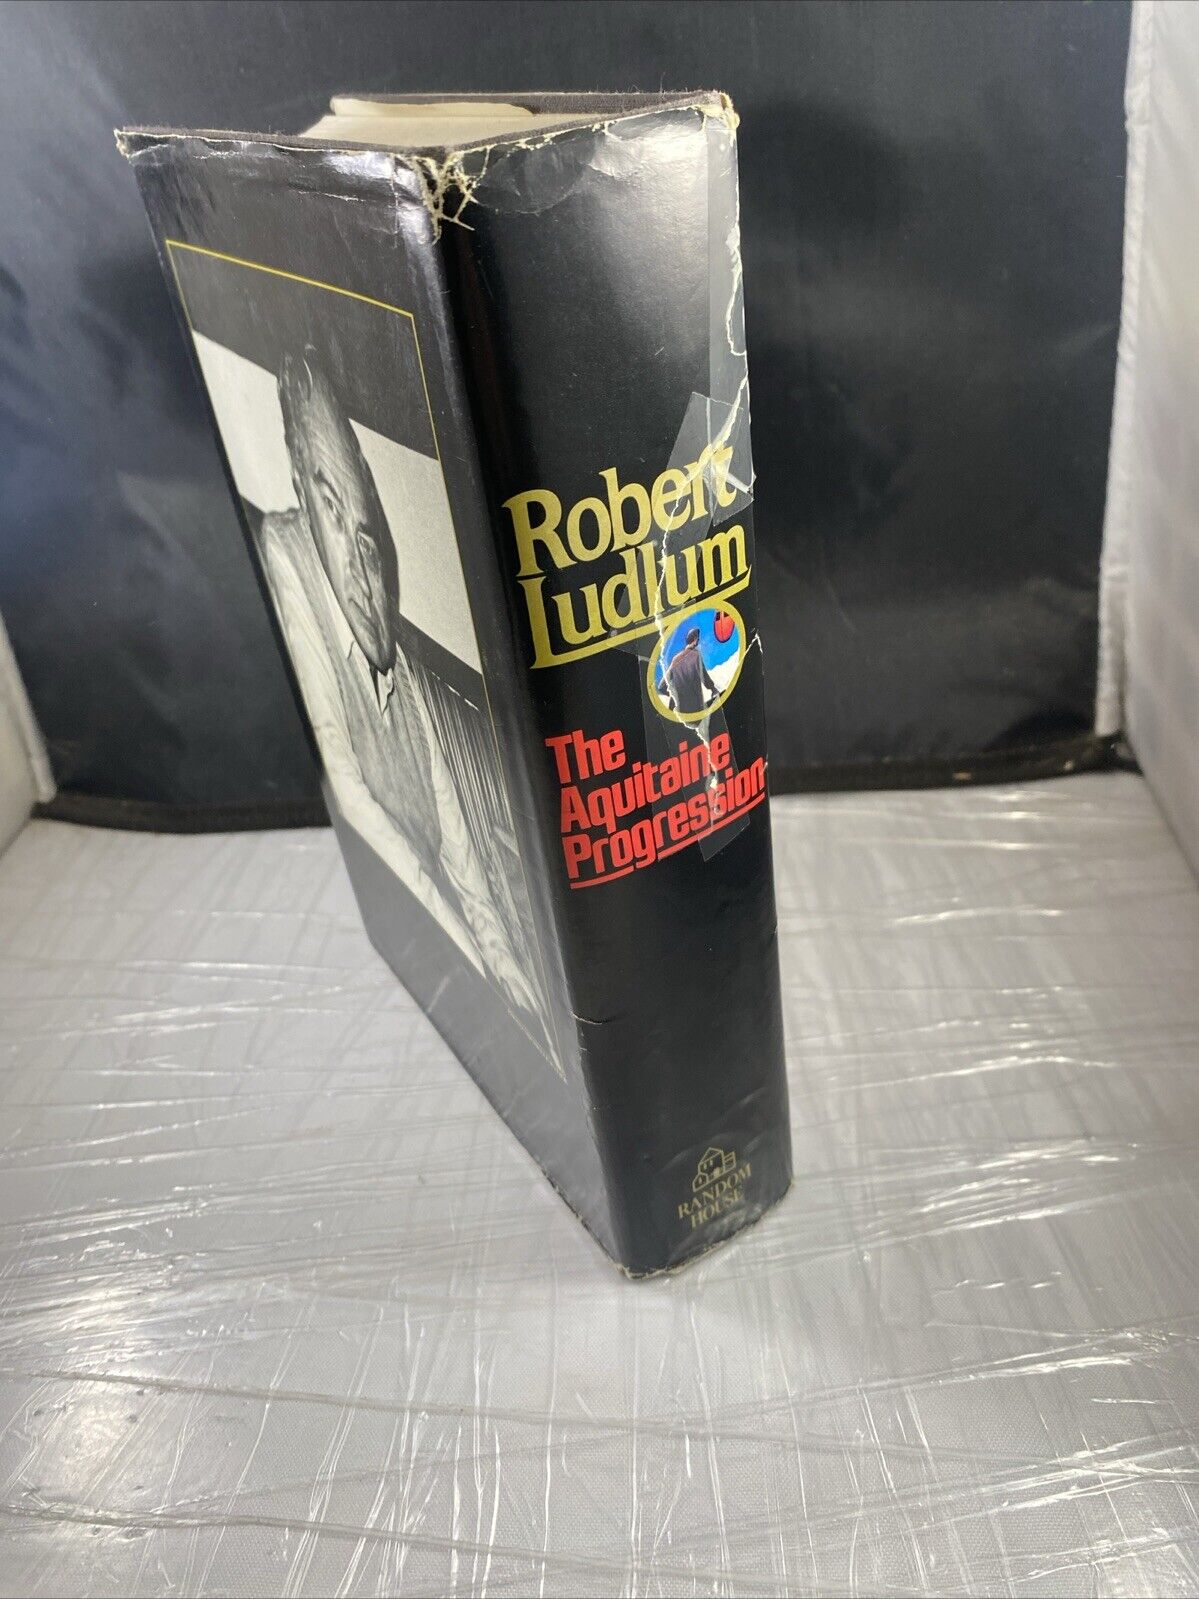 Robert
Ludlum
The
Aquitaine
Progression
RANDOM
HOUSE